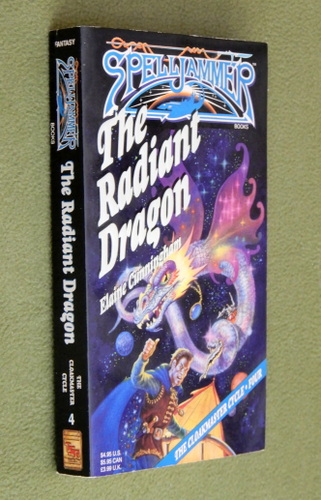 FANTASY
SPELLJAMMER
BOOKS
The Radiant Dragon
THE
CLOAKMASTER
CYCLE
4
SPELLJAMMER
BOOKS
The
Radiant
Dragon
Elaine Cunningham
THE CLOAKMASTER CYCLE • FOUR
$4.95 U.S.
$5.95 CAN
£3.99 U.K.